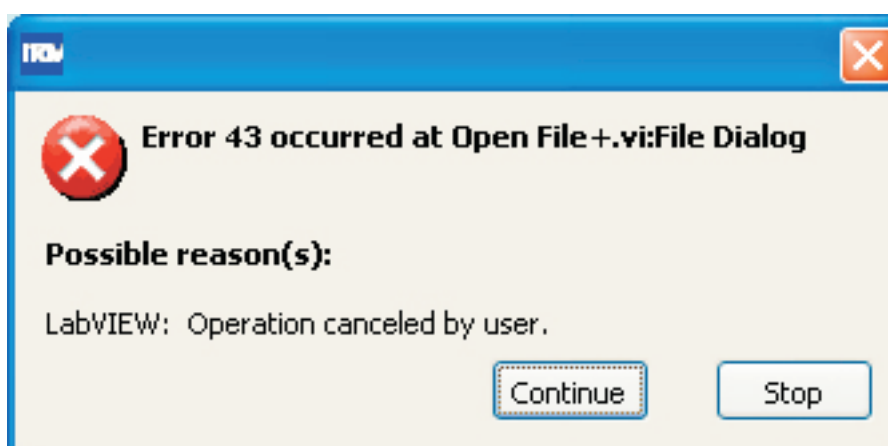 Error 43 occurred at Open File+.vi:File Dialog
Possible reason(s):
LabVIEW: Operation canceled by user.
Continue
Stop